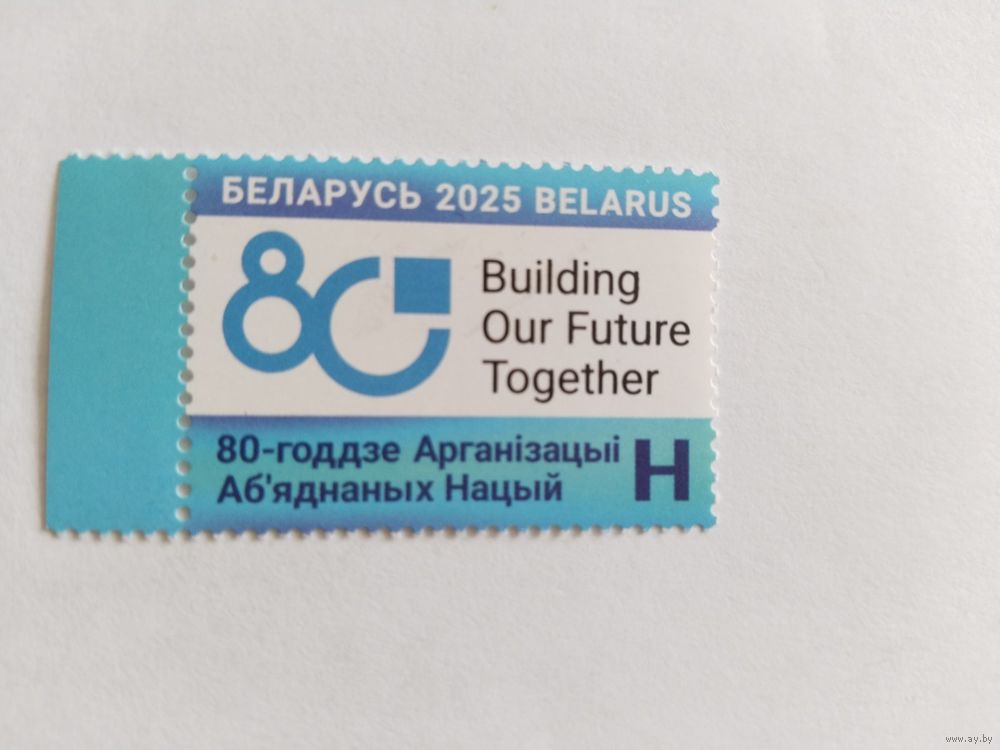 БЕЛАРУСЬ 2025 BELARUS
80
Building
Our Future
Together
80-годдзе Арганізацыі
Аб'яднаных Нацый
Н
www.ay.by